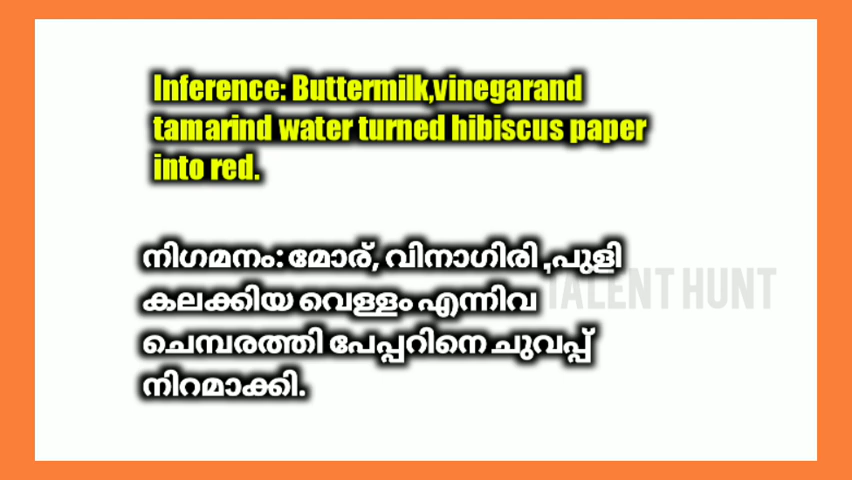 Inference: Buttermilk,vinegarand
tamarind water turned hibiscus paper
into red.
നിഗമനം: മോര്, വിനാഗിരി ,പുളി
കലക്കിയ വെള്ളം എന്നിവ
ചെമ്പരത്തി പേപ്പറിനെ ചുവപ്പ്
നിറമാക്കി.
TALENT HUNT